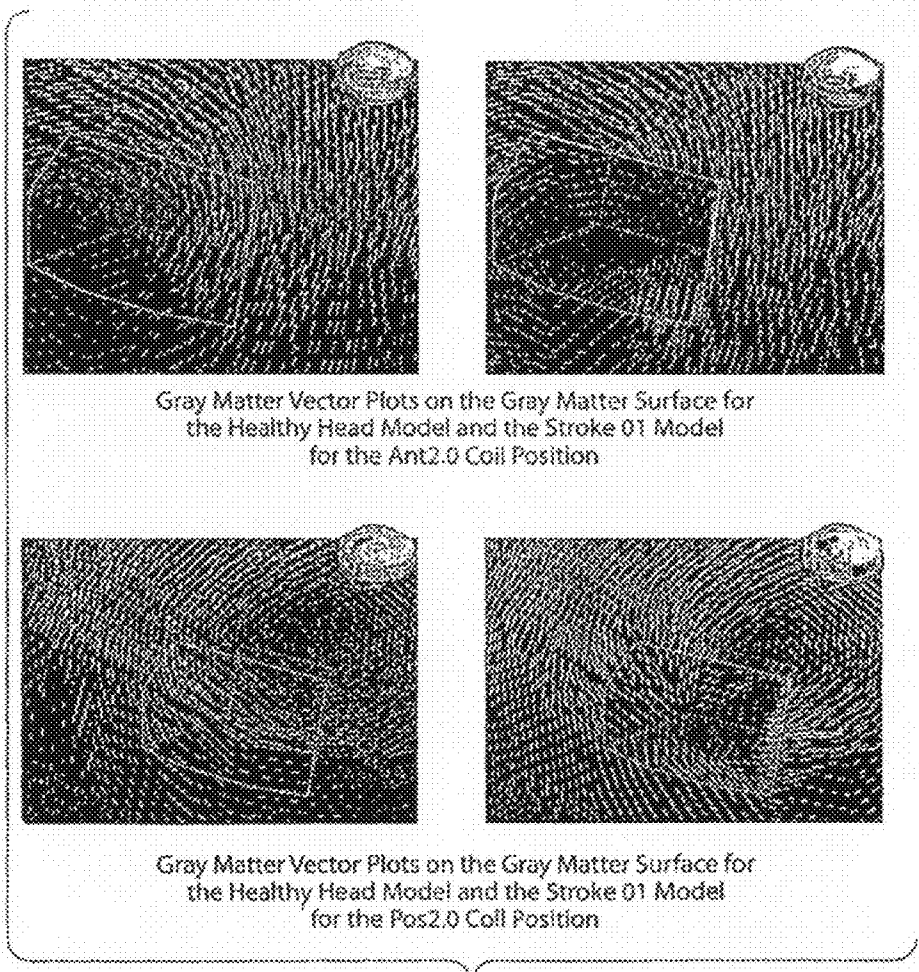 Gray Matter Vector Plots on the Gray Matter Surface for
the Healthy Head Model and the Stroke 01 Model
for the Ant2.0 Coil Position
Gray Matter Vector Plots on the Gray Matter Surface for
the Healthy Head Model and the Stroke 01 Model
for the Pos2.0 Coil Position